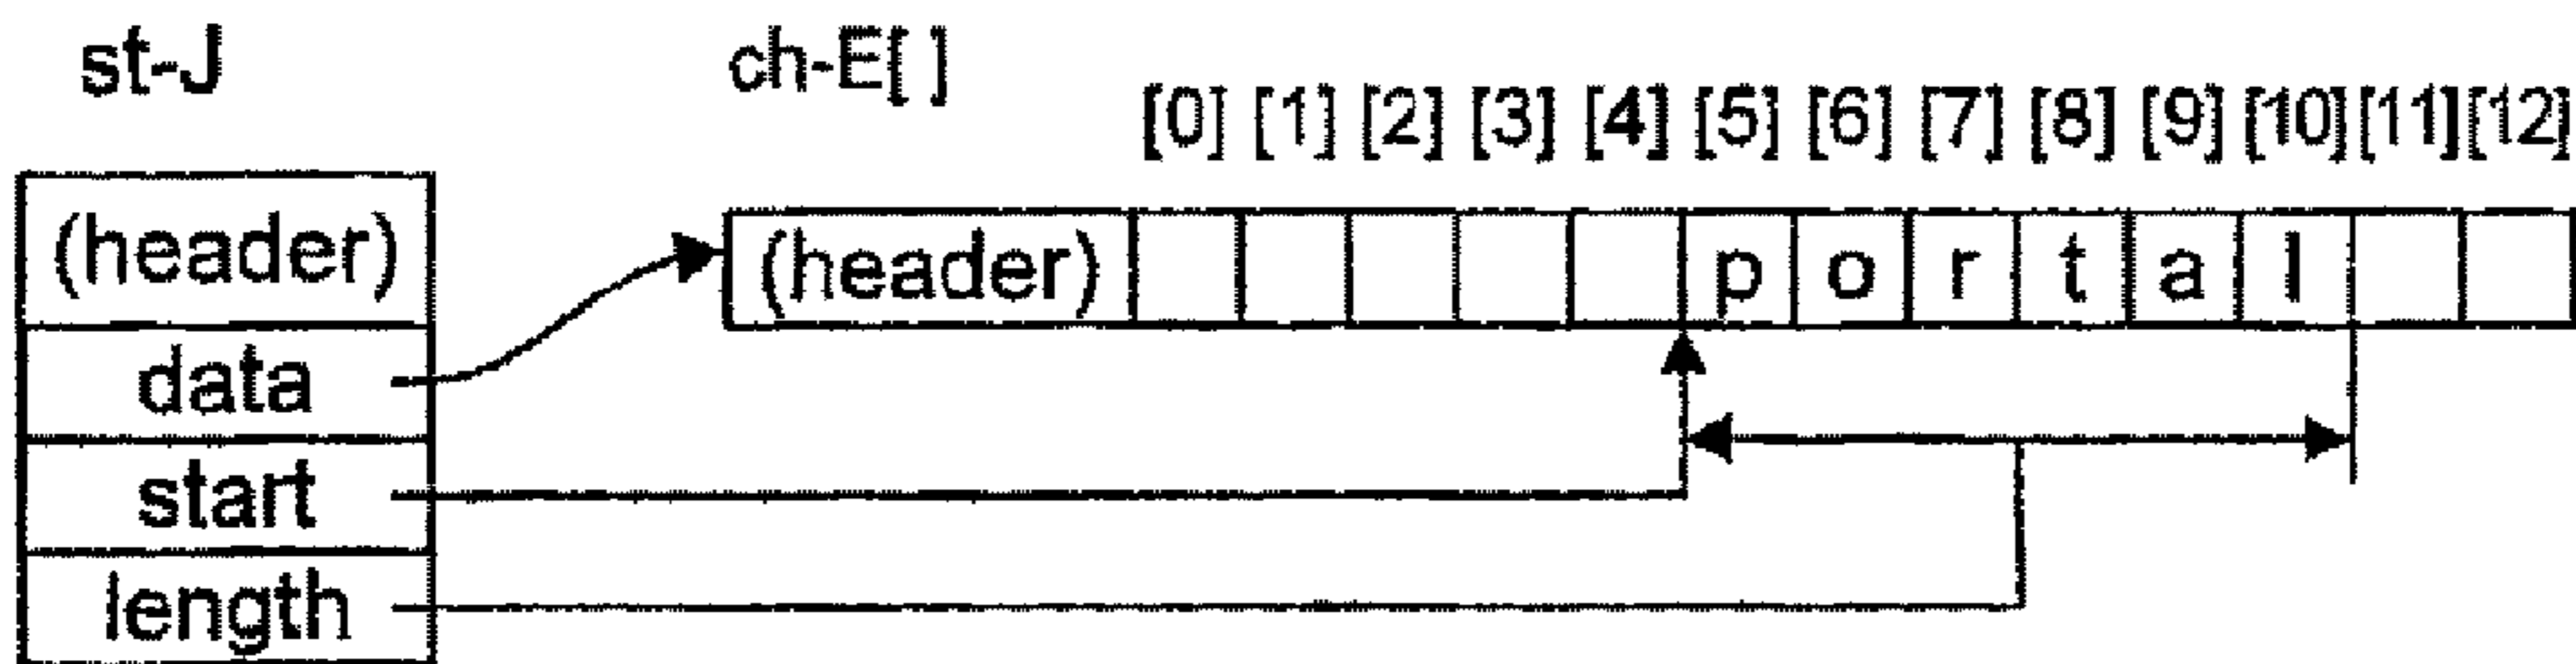 st-J
ch-E[ ]
[0] [1] [2] [3] [4] [5] [6] [7] [8] [9] [10] [11] [12]
(header)
(header) p o r t a l
data
start
length